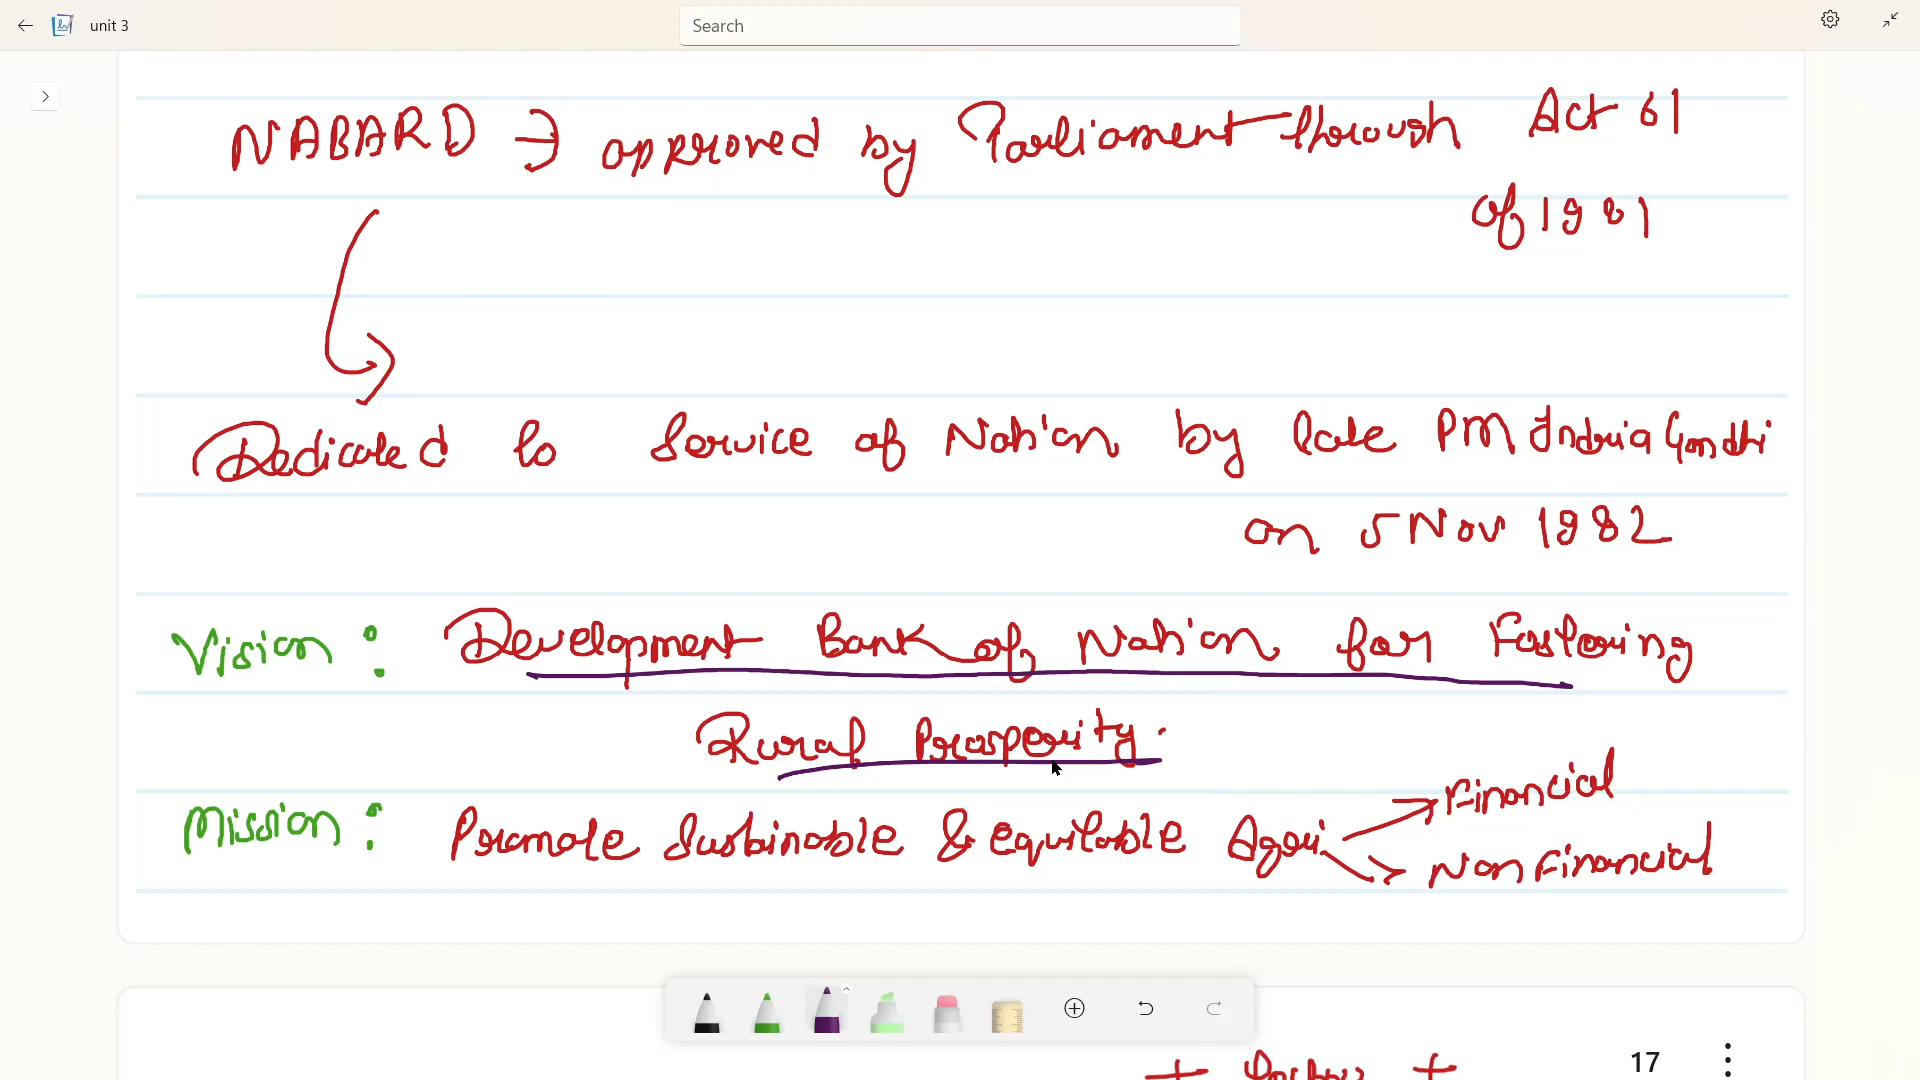 unit 3
Search
NABARD → approved by Parliament through Act 61
of 1981
Dedicated to Service of Nation by late PM Indria Gandhi
on 5 Nov 1982
Vision : Development Bank of Nation for Fostering
Rural Prosperity.
Mission : Promote Sustainable & equitable Agri → Financial
→ Non Financial
17